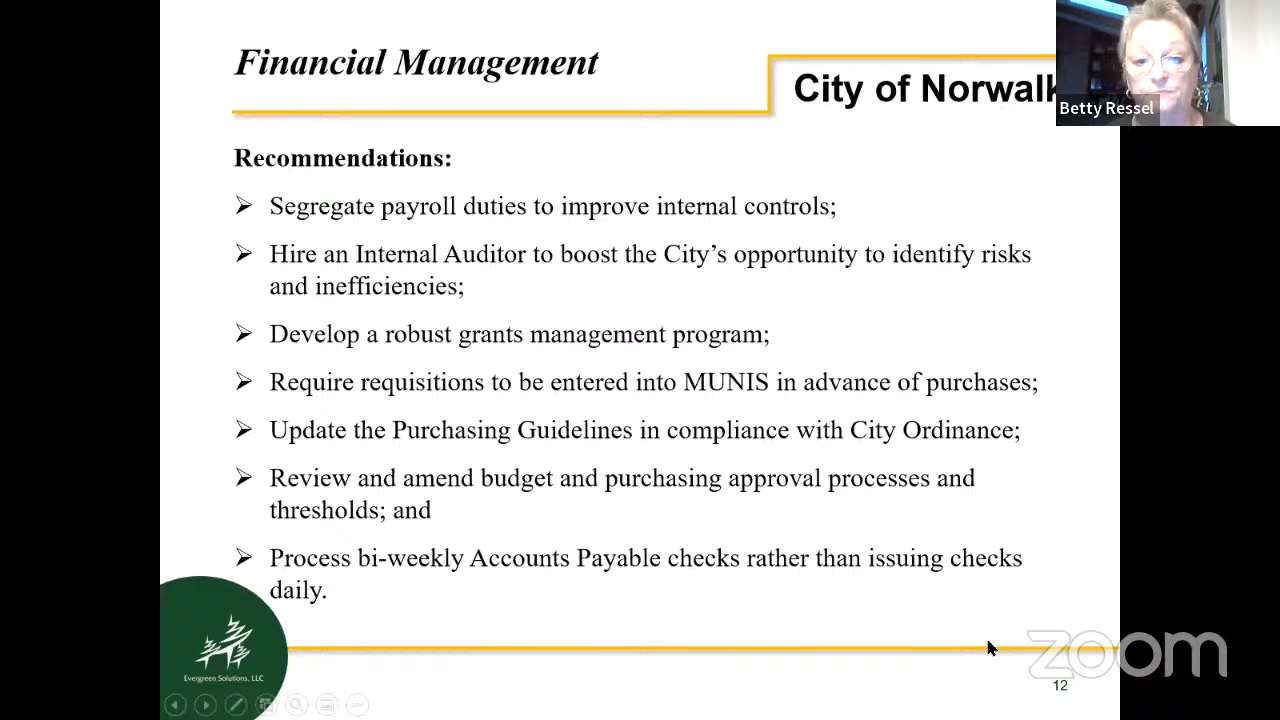 Financial Management
City of Norwalk
Betty Ressel
Recommendations:
Segregate payroll duties to improve internal controls;
Hire an Internal Auditor to boost the City’s opportunity to identify risks
and inefficiencies;
Develop a robust grants management program;
Require requisitions to be entered into MUNIS in advance of purchases;
Update the Purchasing Guidelines in compliance with City Ordinance;
Review and amend budget and purchasing approval processes and
thresholds; and
Process bi-weekly Accounts Payable checks rather than issuing checks
daily.
Evergreen Solutions, LLC
zoom
12